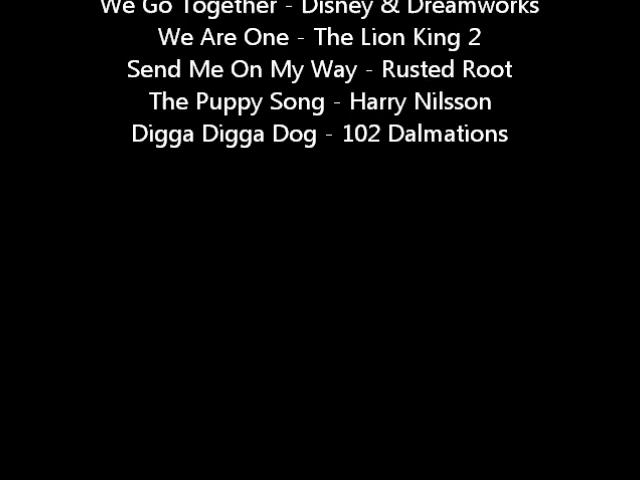 We Go Together - Disney & Dreamworks
We Are One - The Lion King 2
Send Me On My Way - Rusted Root
The Puppy Song - Harry Nilsson
Digga Digga Dog - 102 Dalmations